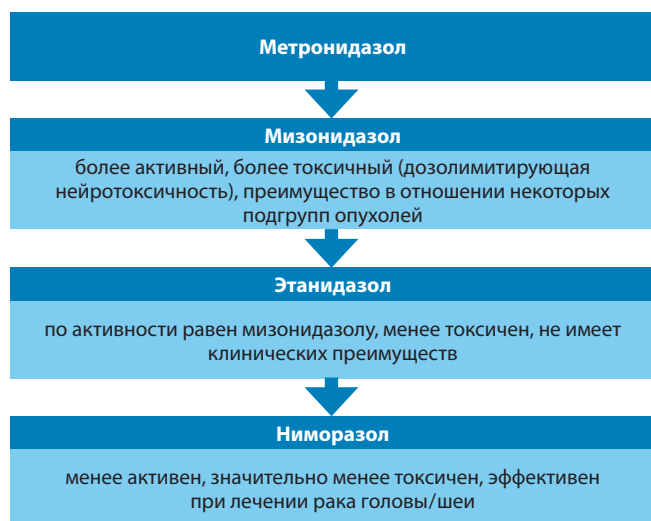 Метронидазол
Мизонидазол
более активный, более токсичный (дозолимитирующая
нейротоксичность), преимущество в отношении некоторых
подгрупп опухолей
Этанидазол
по активности равен мизонидазолу, менее токсичен, не имеет
клинических преимуществ
Ниморазол
менее активен, значительно менее токсичен, эффективен
при лечении рака головы/шеи